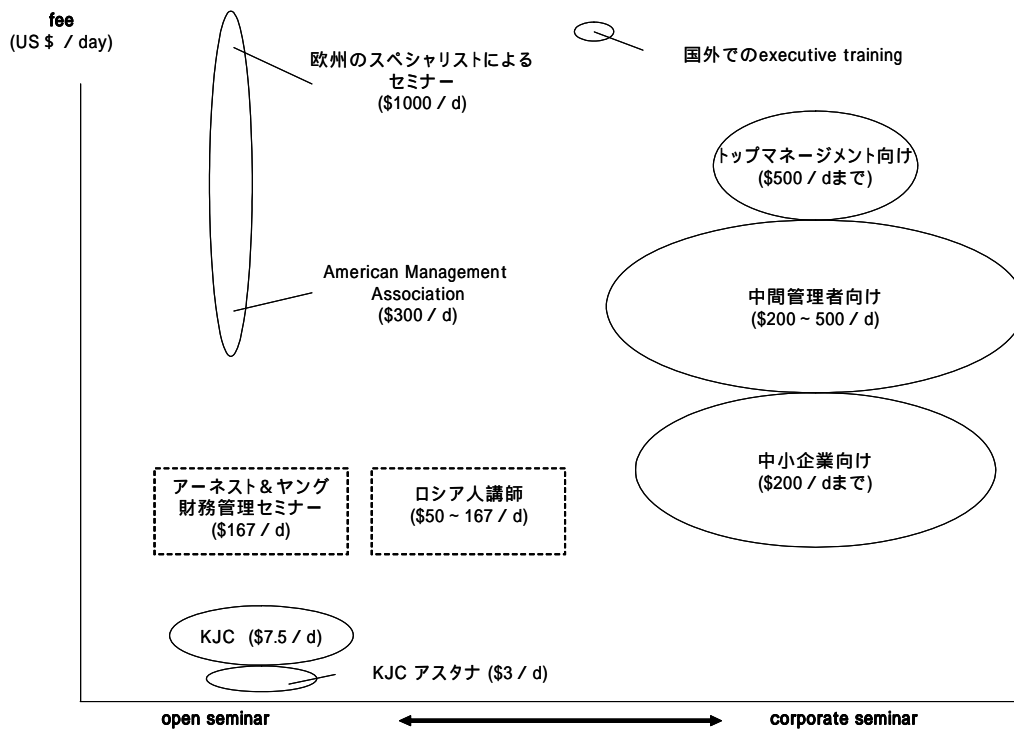 fee
(US $ / day)
欧州のスペシャリストによる
セミナー
($1000 / d)
国外でのexecutive training
トップマネージメント向け
($500 / dまで)
American Management
Association
($300 / d)
中間管理者向け
($200 ~ 500 / d)
中小企業向け
($200 / dまで)
アーネスト＆ヤング
財務管理セミナー
($167 / d)
ロシア人講師
($50 ~ 167 / d)
KJC ($7.5 / d)
KJC アスタナ ($3 / d)
open seminar
corporate seminar